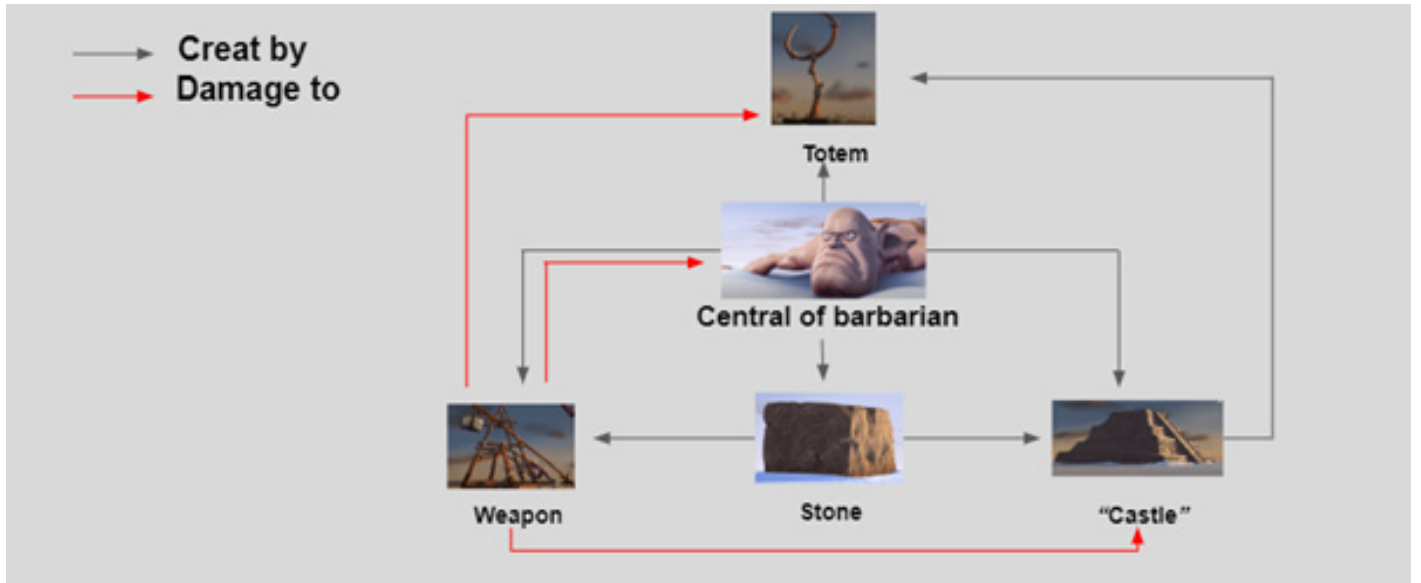 Creat by
Damage to
Totem
Central of barbarian
Weapon
Stone
“Castle”